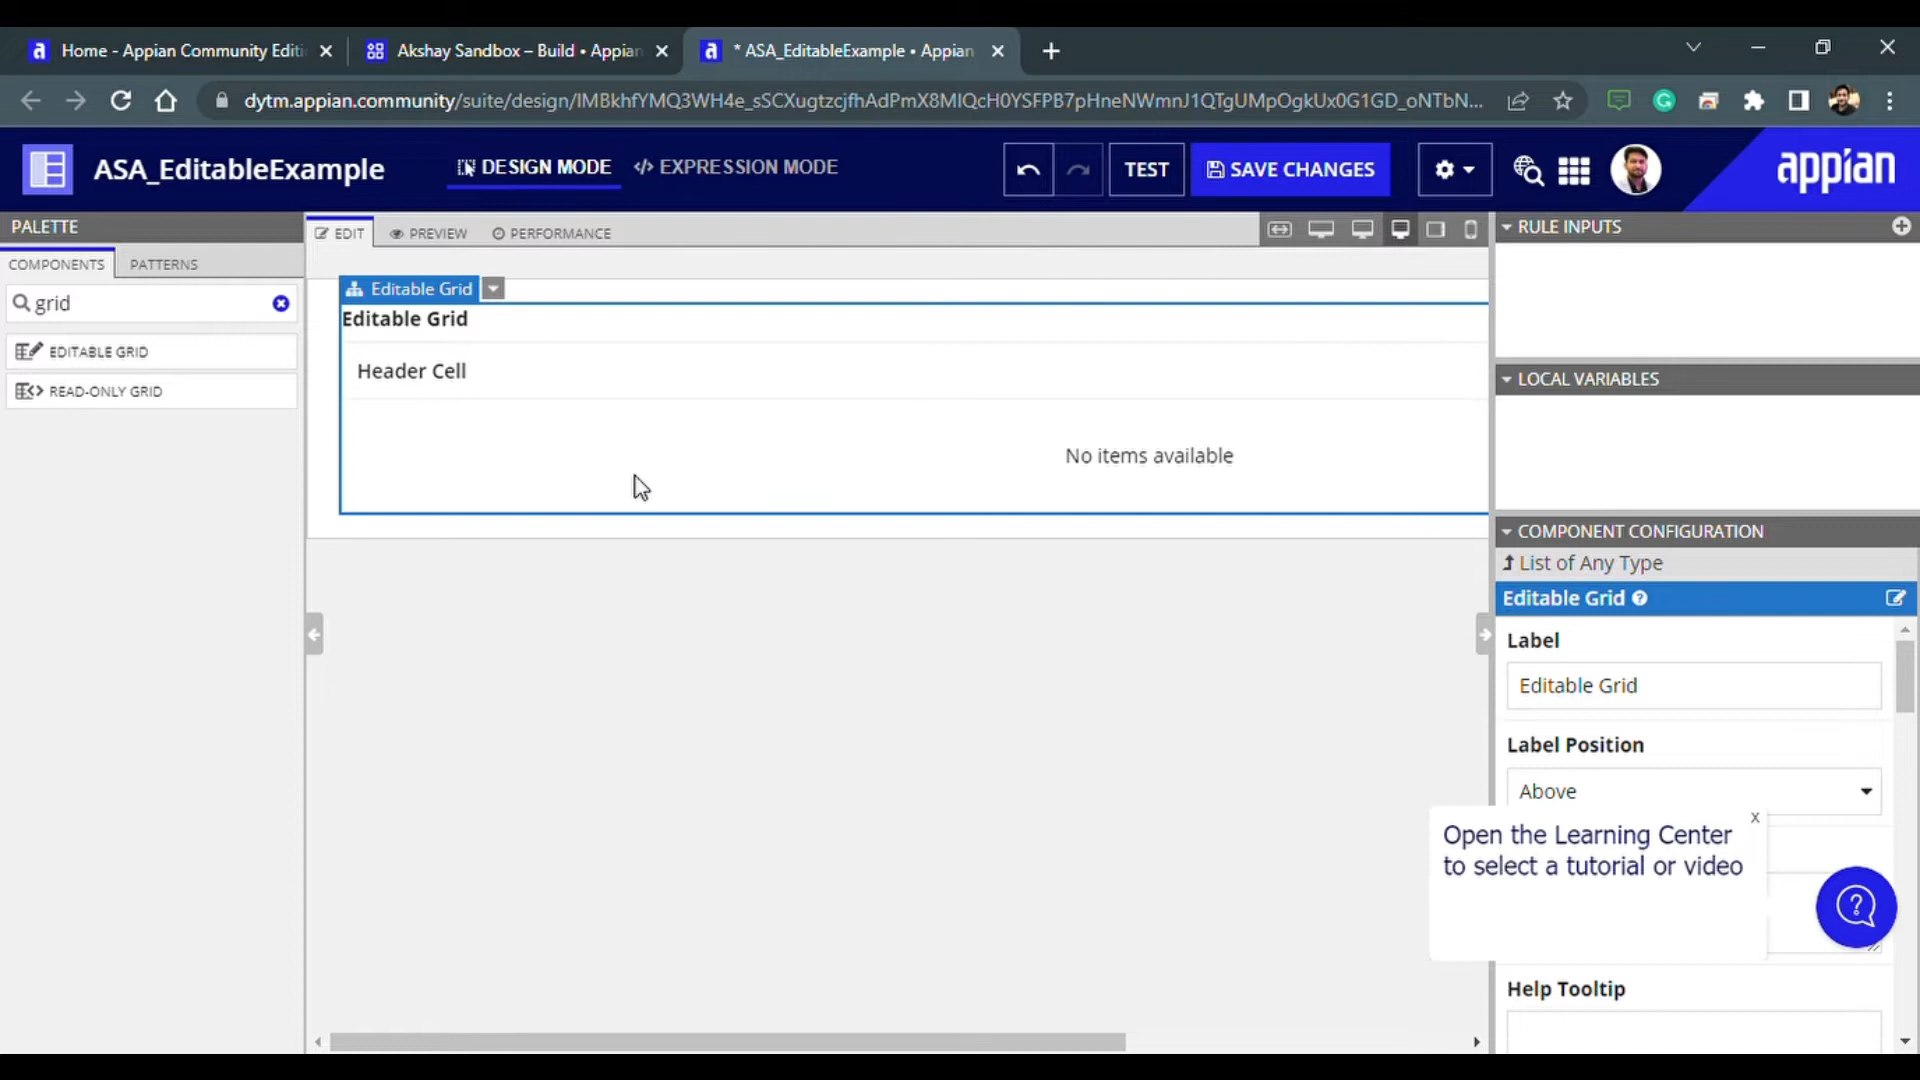 Home - Appian Community Editi
Akshay Sandbox – Build • Appian
* ASA_EditableExample • Appian
dytm.appian.community/suite/design/IMBkhfYMQ3WH4e_sSCXugtzcjfhAdPmX8MIQcH0YSFPB7pHneNWmnJ1QTgUMpOgkUx0G1GD_oNTbN...
ASA_EditableExample
DESIGN MODE
EXPRESSION MODE
TEST
SAVE CHANGES
appian
PALETTE
EDIT
PREVIEW
PERFORMANCE
RULE INPUTS
COMPONENTS
PATTERNS
grid
EDITABLE GRID
READ-ONLY GRID
Editable Grid
Editable Grid
Header Cell
No items available
LOCAL VARIABLES
COMPONENT CONFIGURATION
List of Any Type
Editable Grid
Label
Editable Grid
Label Position
Above
Open the Learning Center
to select a tutorial or video
x
Help Tooltip